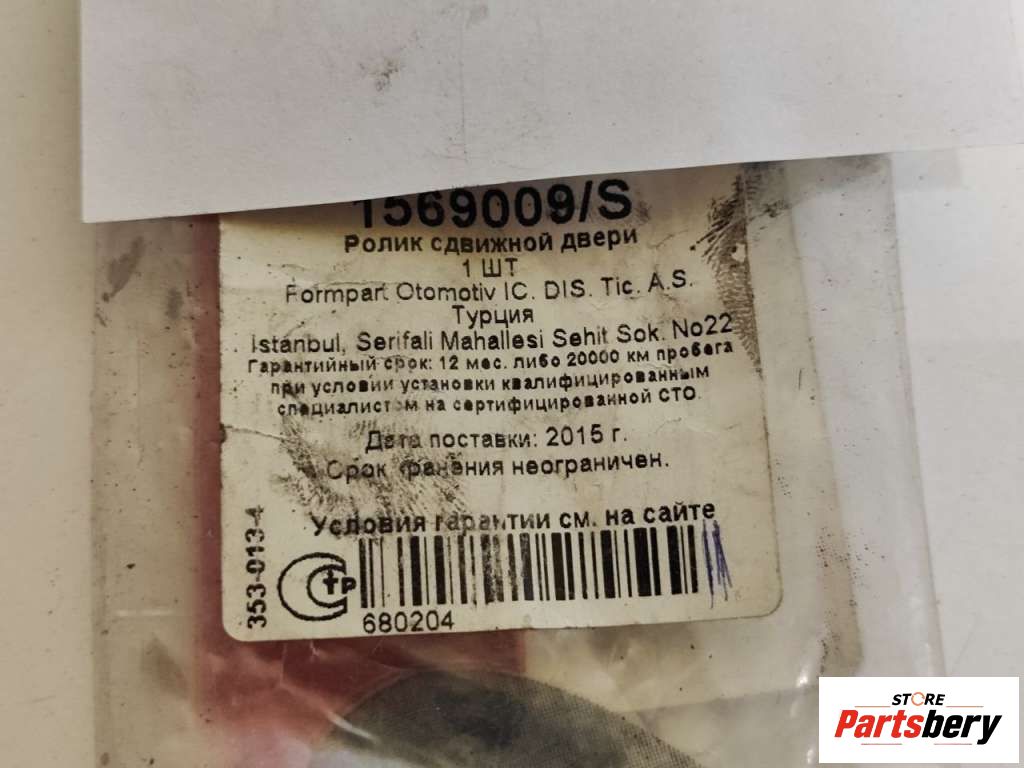 1569009/S
Ролик сдвижной двери
1 ШТ
Formpart Otomotiv IC. DIS. Tic. A.S.
Турция
Istanbul, Serifali Mahallesi Sehit Sok. No22
Гарантийный срок: 12 мес. либо 20000 км пробега
при условии установки квалифицированным
специалистом на сертифицированной СТО
Дата поставки: 2015 г.
Срок хранения неограничен.
Условия гарантии см. на сайте
353-013-4
680204
STORE
Partsbery